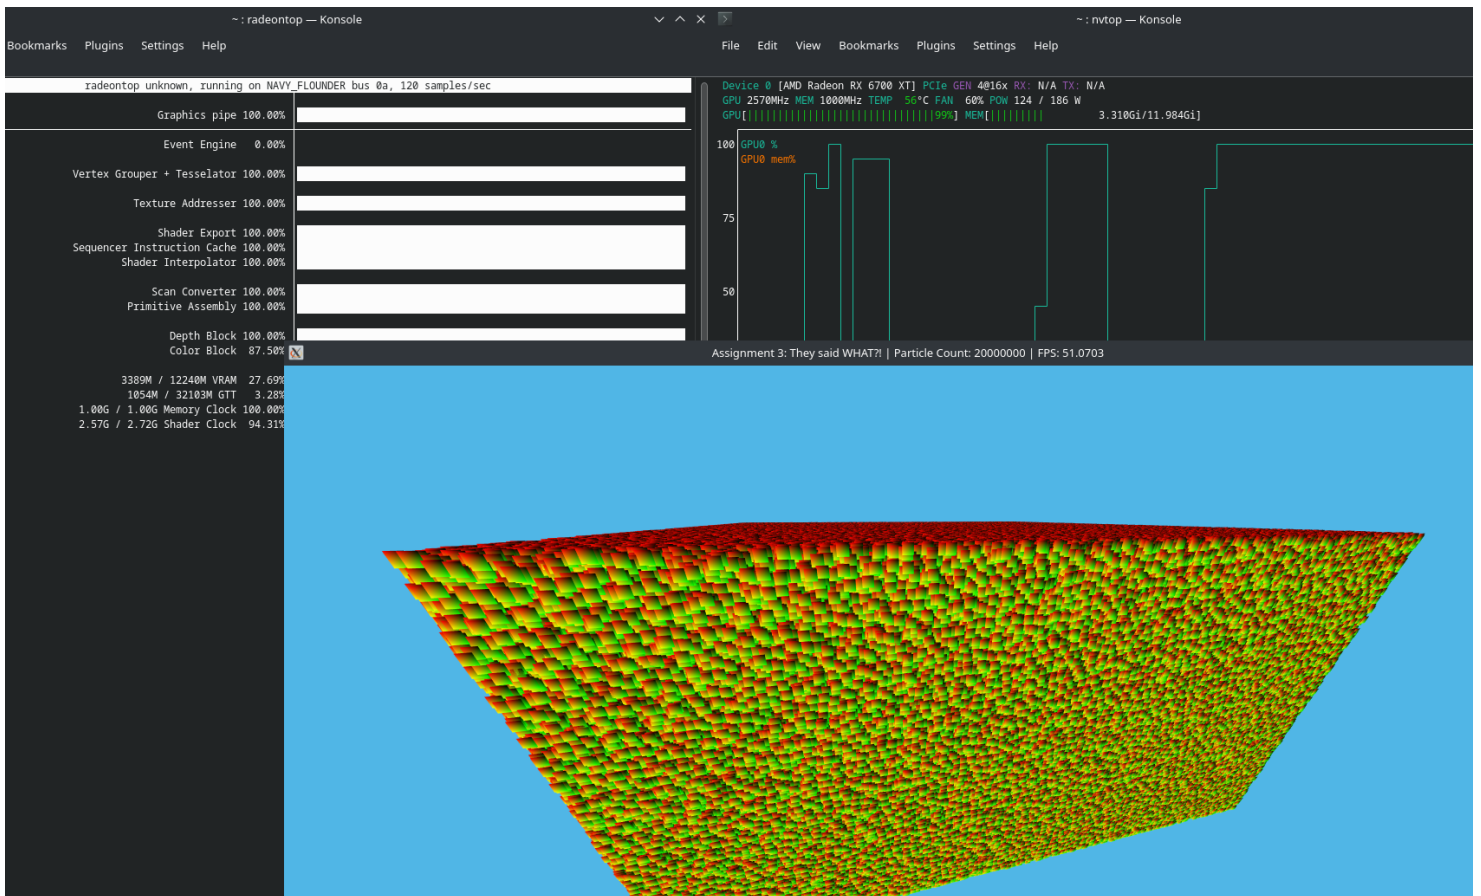 ~ : radeontop — Konsole
Bookmarks Plugins Settings Help
radeontop unknown, running on NAVY_FLOUNDER bus 0a, 120 samples/sec
Graphics pipe 100.00%
Event Engine 0.00%
Vertex Grouper + Tesselator 100.00%
Texture Addresser 100.00%
Shader Export 100.00%
Sequencer Instruction Cache 100.00%
Shader Interpolator 100.00%
Scan Converter 100.00%
Primitive Assembly 100.00%
Depth Block 100.00%
Color Block 87.50%
3389M / 12240M VRAM 27.69%
1054M / 32103M GTT 3.28%
1.00G / 1.00G Memory Clock 100.00%
2.57G / 2.72G Shader Clock 94.31%
~ : nvtop — Konsole
File Edit View Bookmarks Plugins Settings Help
Device 0 [AMD Radeon RX 6700 XT] PCIe GEN 4@16x RX: N/A TX: N/A
GPU 2570MHz MEM 1000MHz TEMP 56°C FAN 60% POW 124 / 186 W
GPU[|||||||||||||||||||||||||||||||99%] MEM[||||||||| 3.310Gi/11.984Gi]
100 GPU0 %
GPU0 mem%
75
50
Assignment 3: They said WHAT?! | Particle Count: 20000000 | FPS: 51.0703